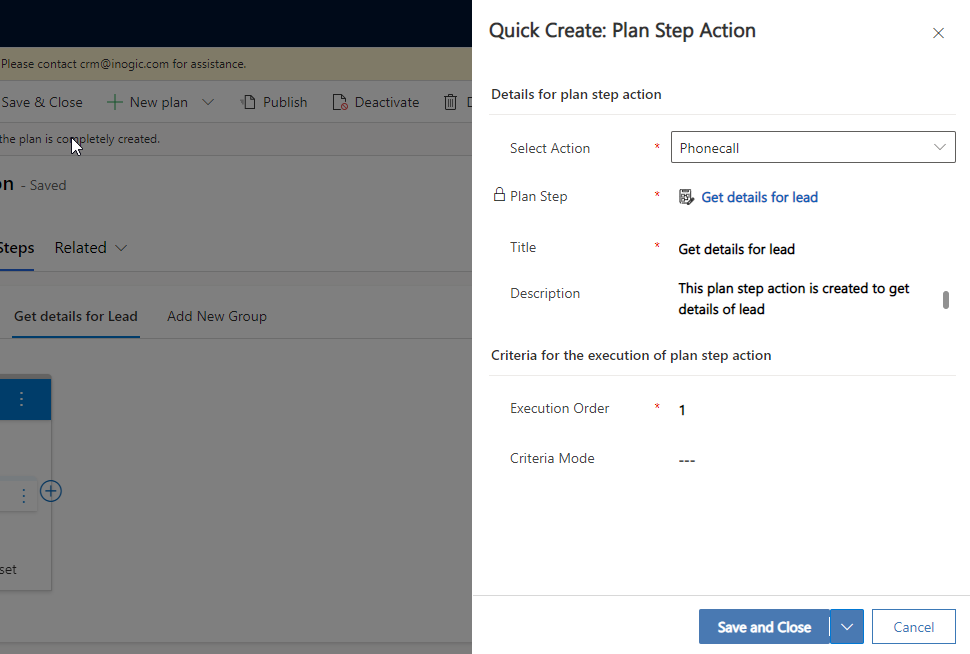 Quick Create: Plan Step Action
Please contact crm@inogic.com for assistance.
Save & Close New plan Publish Deactivate D
the plan is completely created.
on - Saved
Steps Related
Get details for Lead Add New Group
set
Details for plan step action
Select Action * Phonecall
Plan Step * Get details for lead
Title * Get details for lead
Description This plan step action is created to get
details of lead
Criteria for the execution of plan step action
Execution Order * 1
Criteria Mode ---
Save and Close Cancel